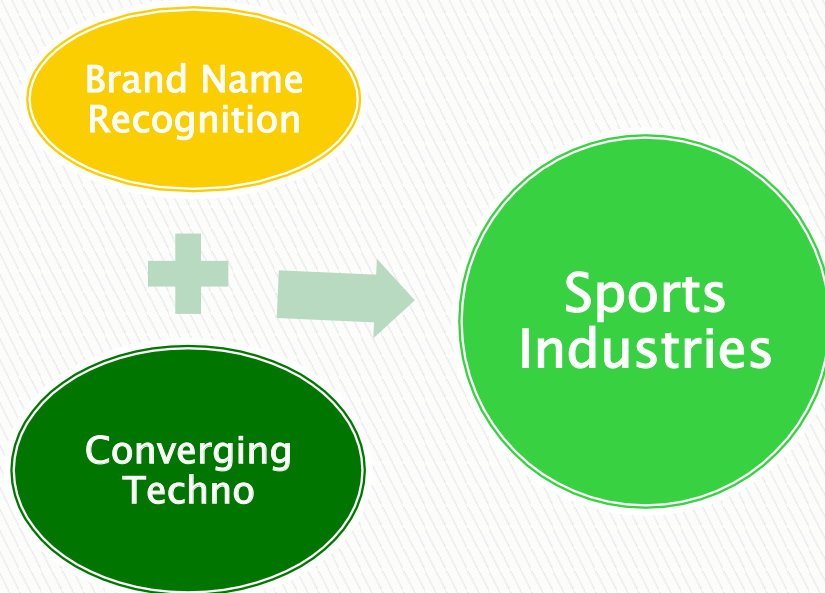 Brand Name
Recognition
Converging
Techno
Sports
Industries